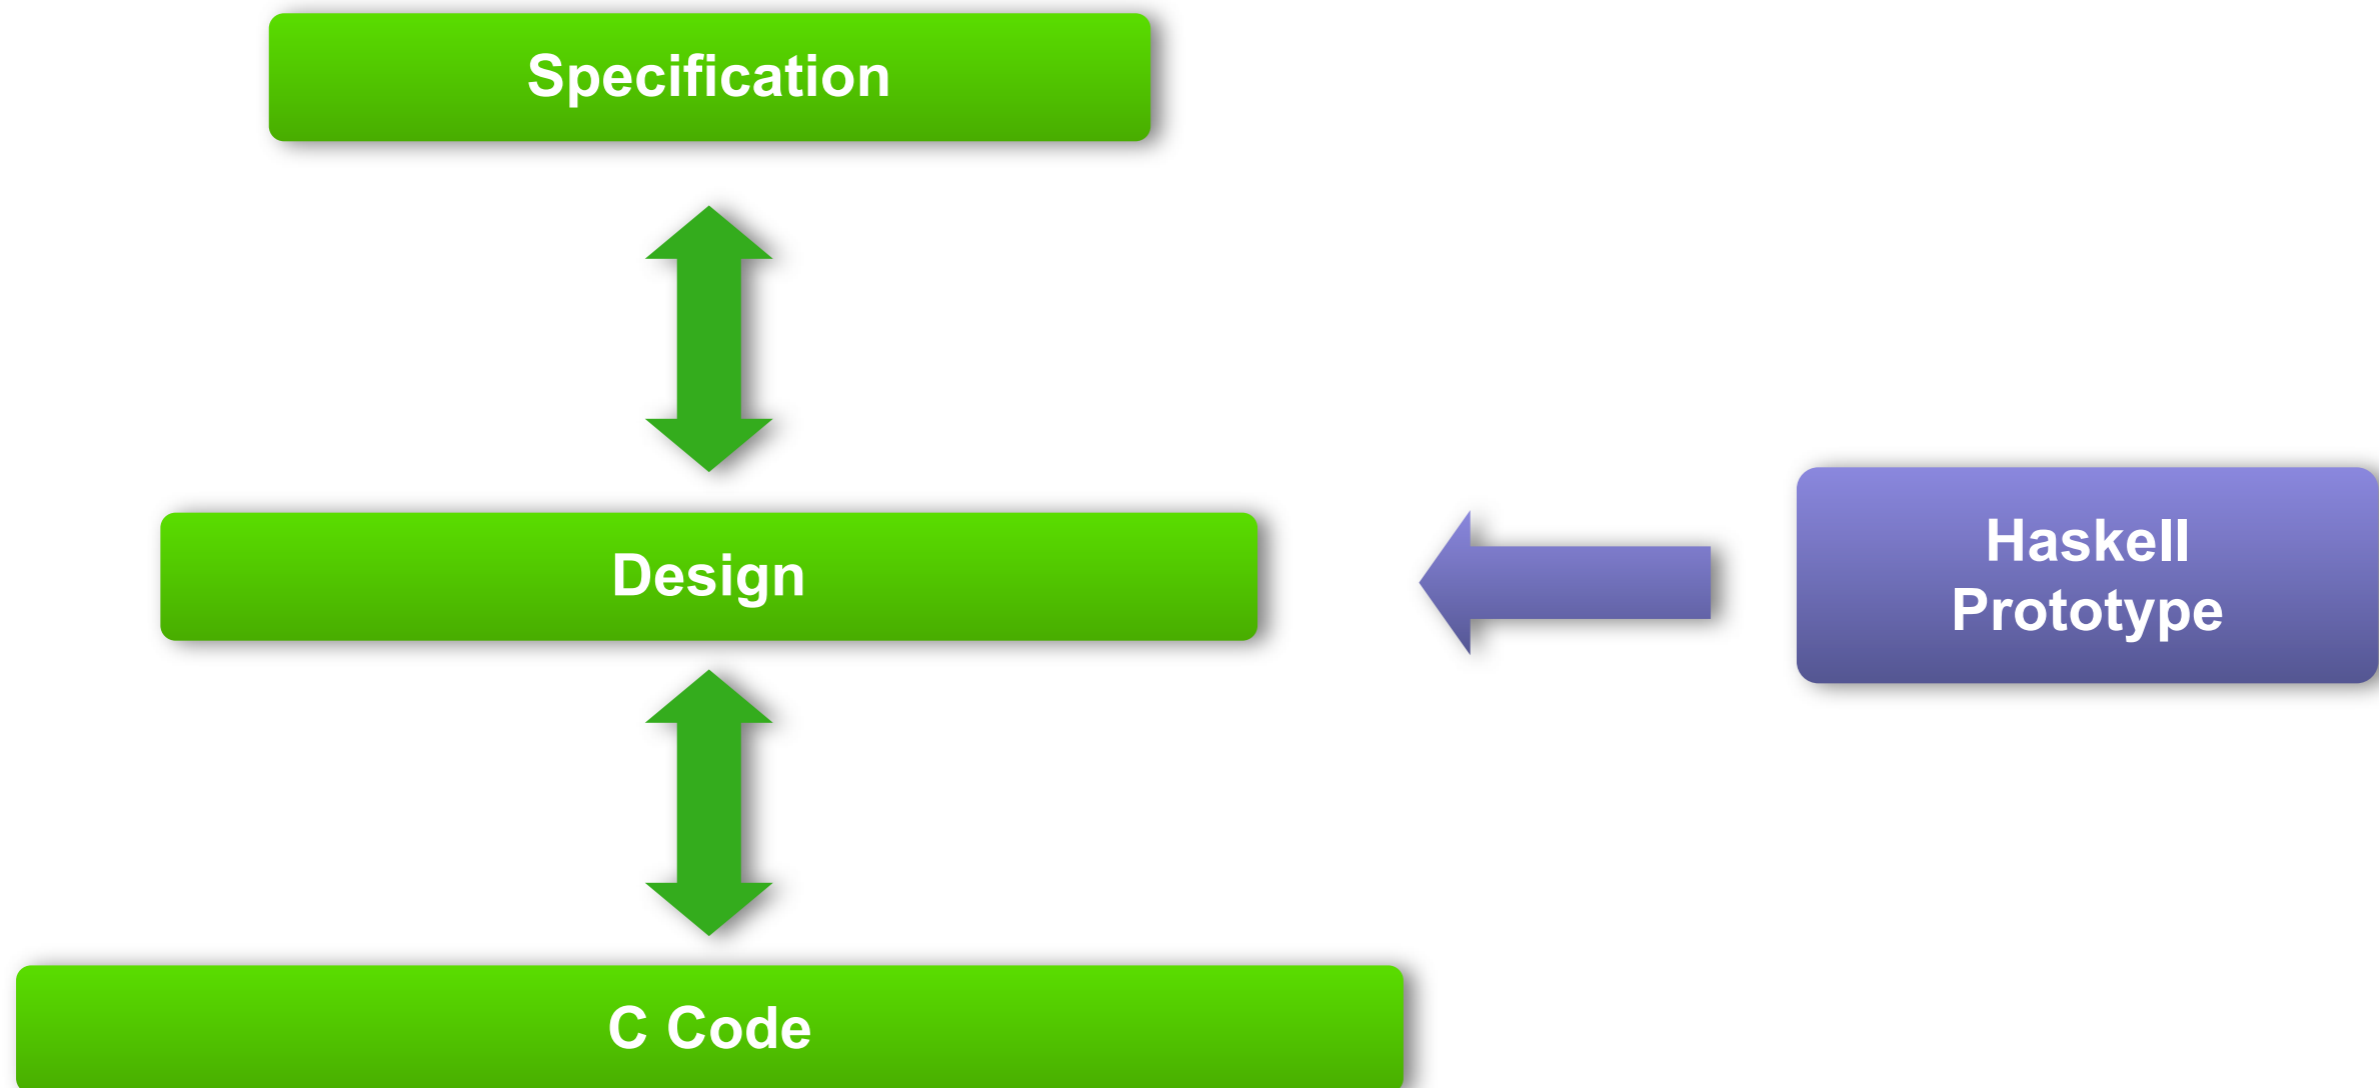 Specification
Design
Haskell
Prototype
C Code